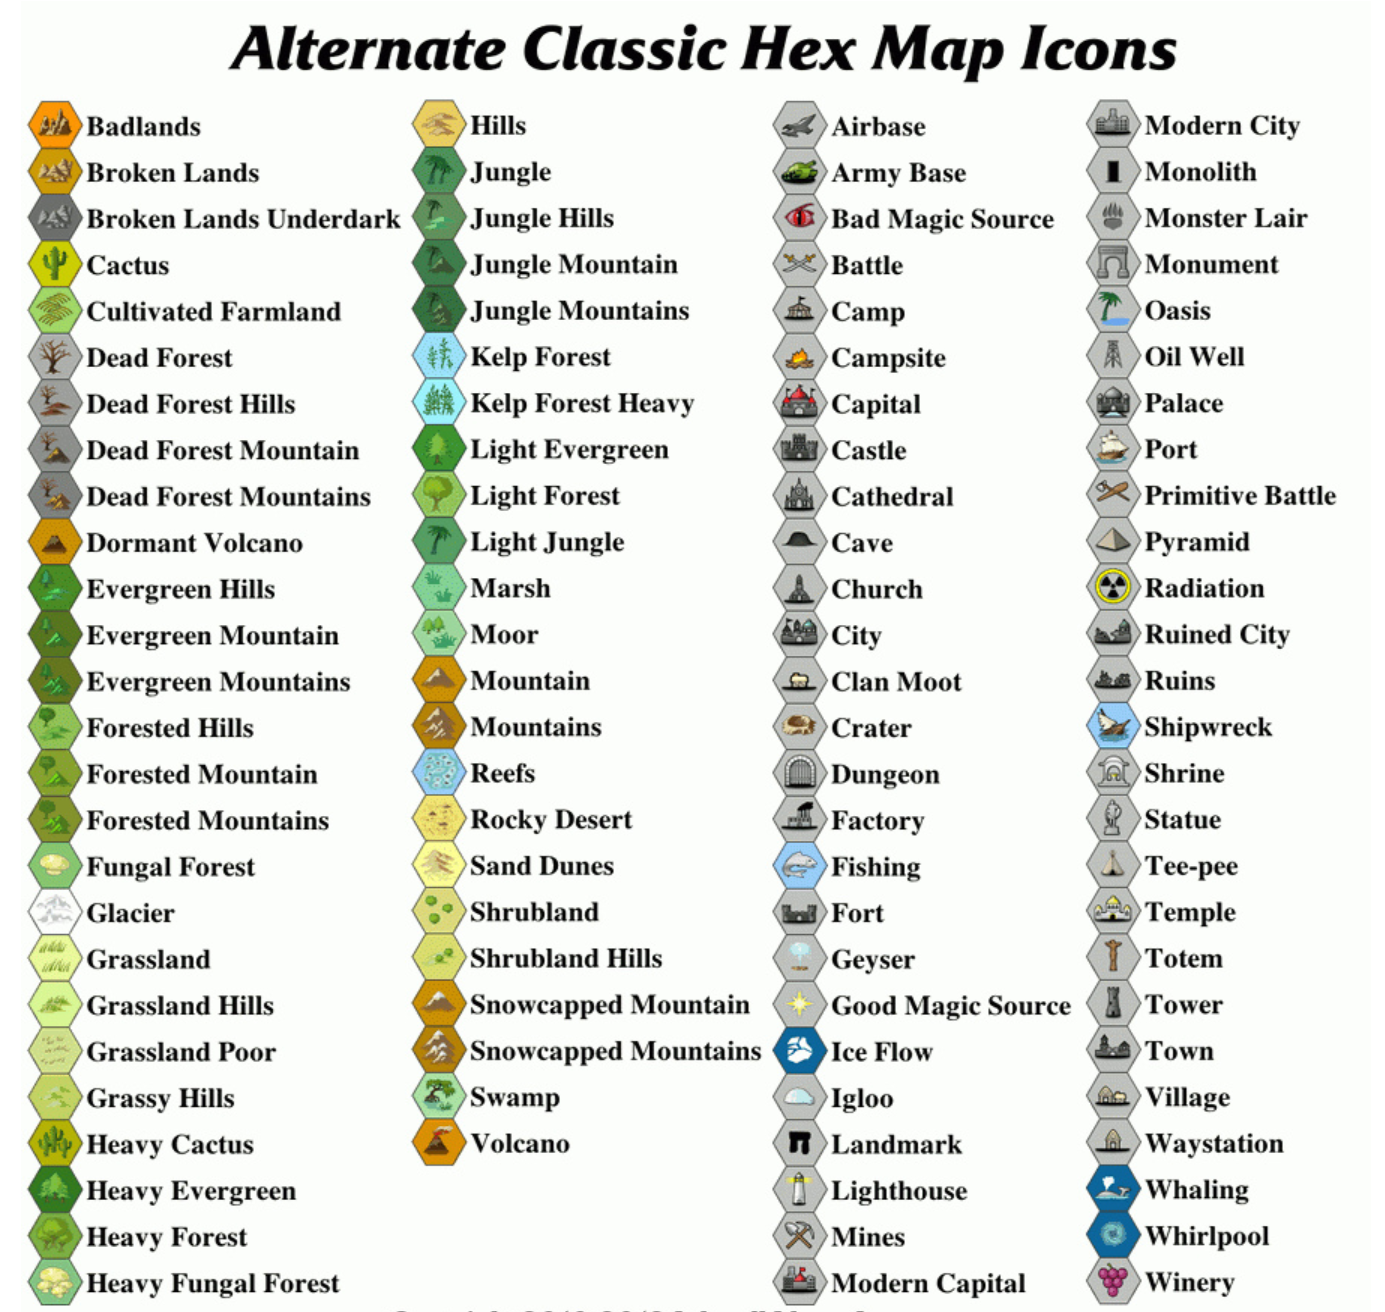 Alternate Classic Hex Map Icons
Badlands
Broken Lands
Broken Lands Underdark
Cactus
Cultivated Farmland
Dead Forest
Dead Forest Hills
Dead Forest Mountain
Dead Forest Mountains
Dormant Volcano
Evergreen Hills
Evergreen Mountain
Evergreen Mountains
Forested Hills
Forested Mountain
Forested Mountains
Fungal Forest
Glacier
Grassland
Grassland Hills
Grassland Poor
Grassy Hills
Heavy Cactus
Heavy Evergreen
Heavy Forest
Heavy Fungal Forest
Hills
Jungle
Jungle Hills
Jungle Mountain
Jungle Mountains
Kelp Forest
Kelp Forest Heavy
Light Evergreen
Light Forest
Light Jungle
Marsh
Moor
Mountain
Mountains
Reefs
Rocky Desert
Sand Dunes
Shrubland
Shrubland Hills
Snowcapped Mountain
Snowcapped Mountains
Swamp
Volcano
Airbase
Army Base
Bad Magic Source
Battle
Camp
Campsite
Capital
Castle
Cathedral
Cave
Church
City
Clan Moot
Crater
Dungeon
Factory
Fishing
Fort
Geyser
Good Magic Source
Ice Flow
Igloo
Landmark
Lighthouse
Mines
Modern Capital
Modern City
Monolith
Monster Lair
Monument
Oasis
Oil Well
Palace
Port
Primitive Battle
Pyramid
Radiation
Ruined City
Ruins
Shipwreck
Shrine
Statue
Tee-pee
Temple
Totem
Tower
Town
Village
Waystation
Whaling
Whirlpool
Winery